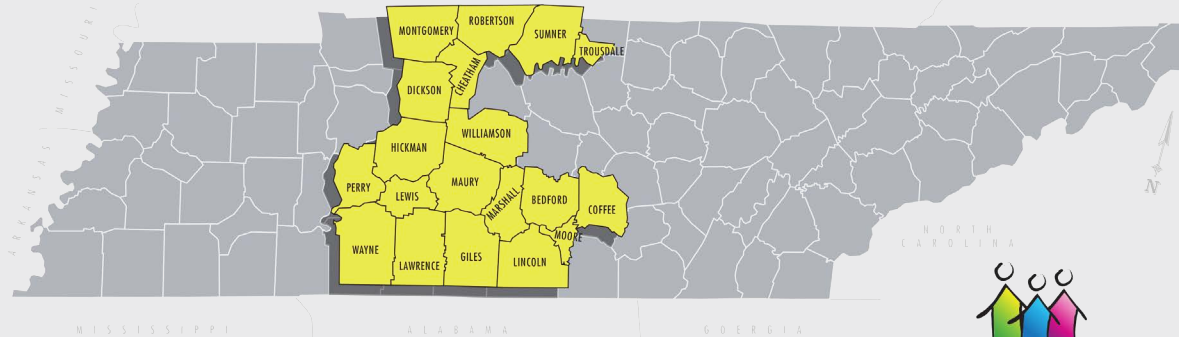 MISSOURI
ARKANSAS
MONTGOMERY
ROBERTSON
SUMNER
TROUSDALE
CHEATHAM
DICKSON
WILLIAMSON
HICKMAN
PERRY
LEWIS
MAURY
MARSHALL
BEDFORD
COFFEE
MOORE
WAYNE
LAWRENCE
GILES
LINCOLN
N
NORTH
CAROLINA
MISSISSIPPI
ALABAMA
GOERGIA